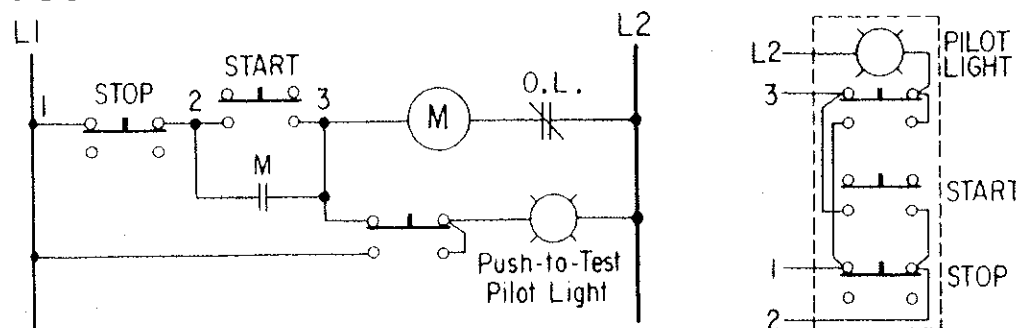 L1
L2
START
O.L.
1
STOP
2
3
M
M
Push-to-Test
Pilot Light
L2
PILOT
LIGHT
3
START
1
STOP
2